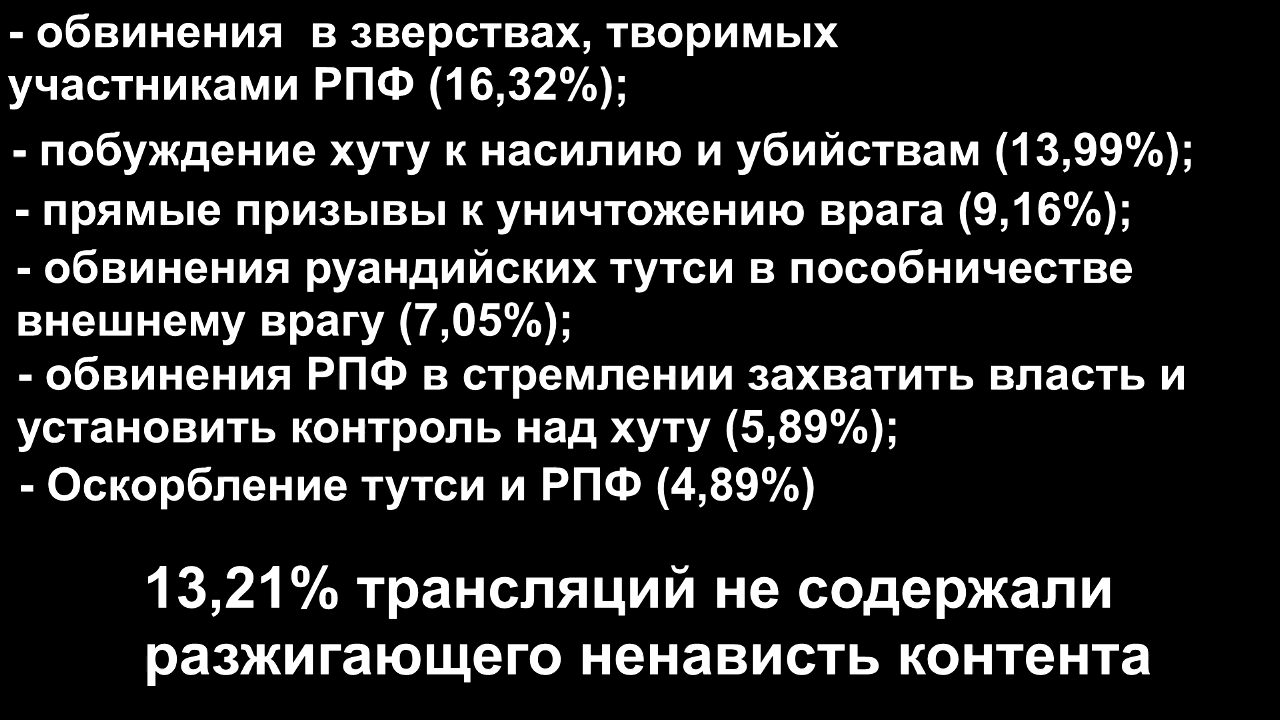 - обвинения  в зверствах, творимых
участниками РПФ (16,32%);
- побуждение хуту к насилию и убийствам (13,99%);
- прямые призывы к уничтожению врага (9,16%);
- обвинения руандийских тутси в пособничестве
внешнему врагу (7,05%);
- обвинения РПФ в стремлении захватить власть и
установить контроль над хуту (5,89%);
- Оскорбление тутси и РПФ (4,89%)
13,21% трансляций не содержали
разжигающего ненависть контента